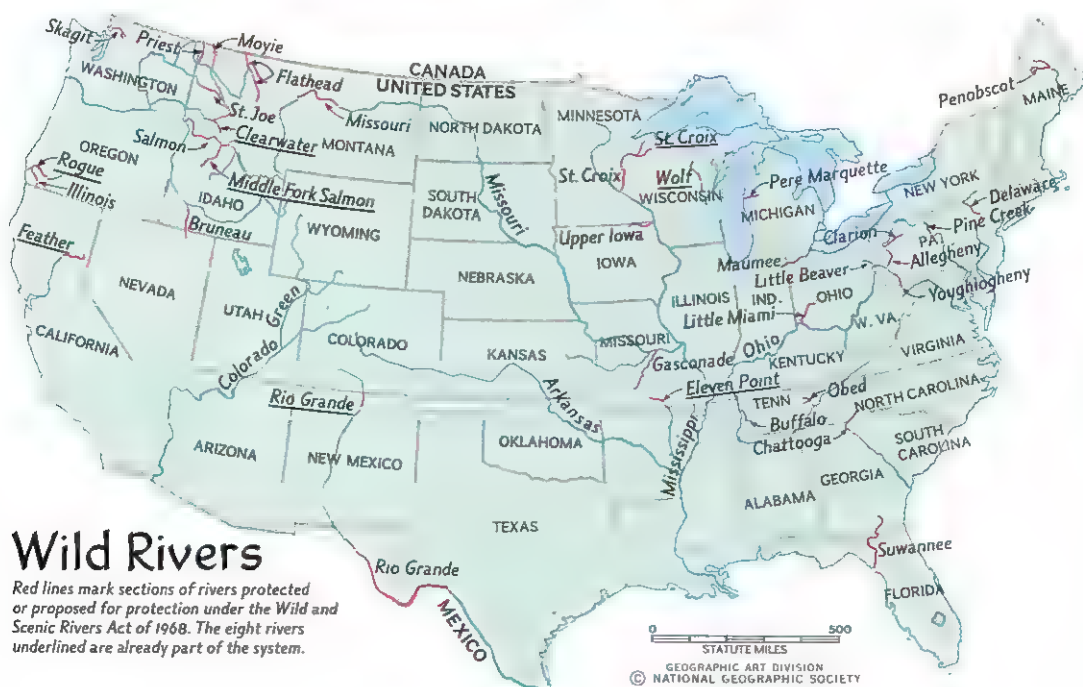 Skagit
Priest
Moyie
Flathead
CANADA
UNITED STATES
WASHINGTON
St. Joe
Missouri
Clearwater
MONTANA
NORTH DAKOTA
MINNESOTA
Penobscot
MAINE
Salmon
OREGON
Rogue
Illinois
IDAHO
Middle Fork Salmon
SOUTH
DAKOTA
Missouri
St. Croix
St. Croix
Wolf
WISCONSIN
Pere Marquette
MICHIGAN
NEW YORK
Delaware
Pine Creek
PA.
Clarion
Allegheny
Feather
Bruneau
WYOMING
Upper Iowa
IOWA
Maumee
Little Beaver
Youghiogheny
NEVADA
NEBRASKA
ILLINOIS
IND.
OHIO
Little Miami
W. VA.
UTAH
Green
Colorado
COLORADO
CALIFORNIA
KANSAS
MISSOURI
Gasconade
Ohio
KENTUCKY
VIRGINIA
Rio Grande
Arkansas
Eleven Point
TENN
Obed
NORTH CAROLINA
Buffalo
Chattooga
SOUTH
CAROLINA
ARIZONA
NEW MEXICO
OKLAHOMA
Mississippi
ALABAMA
GEORGIA
TEXAS
Suwannee
FLORIDA
Rio Grande
MEXICO
Wild Rivers
Red lines mark sections of rivers protected
or proposed for protection under the Wild and
Scenic Rivers Act of 1968. The eight rivers
underlined are already part of the system.
0 500
STATUTE MILES
GEOGRAPHIC ART DIVISION
© NATIONAL GEOGRAPHIC SOCIETY